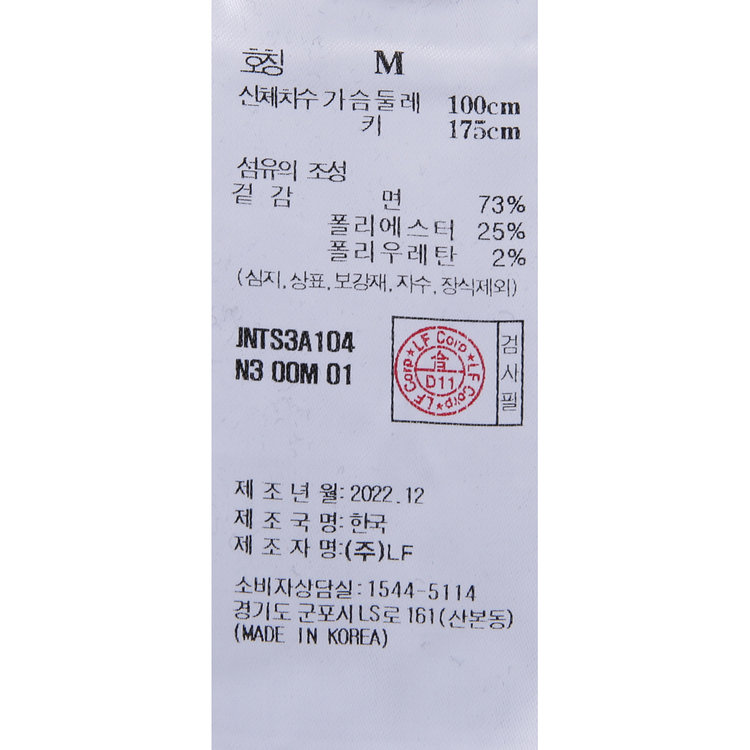 호칭 M
신체치수 가슴둘레 100cm
키 175cm
섬유의 조성
겉감 면 73%
폴리에스터 25%
폴리우레탄 2%
(심지,상표,보강재,자수,장식제외)
JNTS3A104
N3 00M 01
LF Corp★LF Corp★LF Corp★
合
D11
검사필
제조년월:2022.12
제조국명:한국
제조자명:(주)LF
소비자상담실:1544-5114
경기도 군포시 LS로 161(산본동)
(MADE IN KOREA)